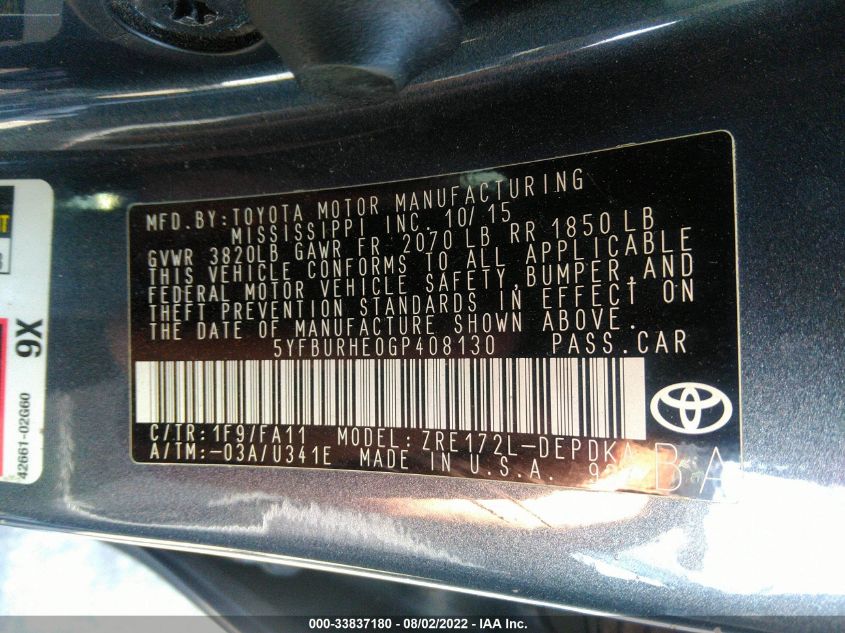 MFD.BY:TOYOTA MOTOR MANUFACTURING
MISSISSIPPI INC. 10/15
GVWR 3820LB GAWR FR 2070 LB RR 1850 LB
THIS VEHICLE CONFORMS TO ALL APPLICABLE
FEDERAL MOTOR VEHICLE SAFETY,BUMPER,AND
THEFT PREVENTION STANDARDS IN EFFECT ON
THE DATE OF MANUFACTURE SHOWN ABOVE.
5YFBURHE0GP408130 PASS.CAR
C/TR:1F9/FA11 MODEL:ZRE172L-DEPDKA
A/TM:-03A/U341E MADE IN U.S.A.
BA
9X
42661-02G60
000-33837180 - 08/02/2022 - IAA Inc.